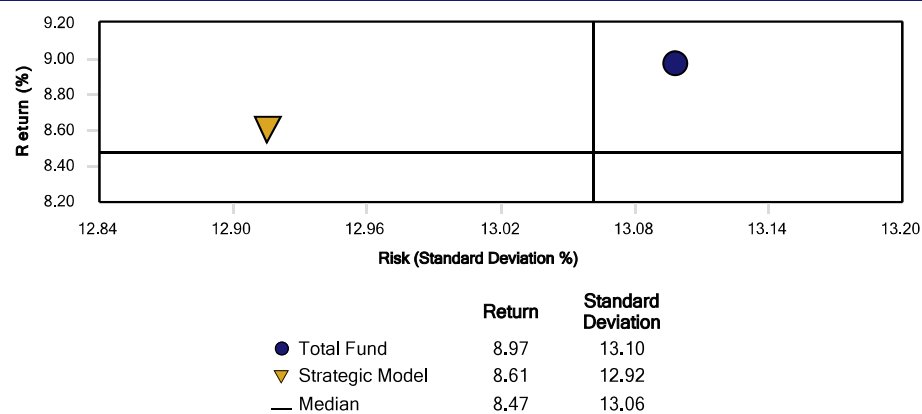 9.20
9.00
8.80
8.60
8.40
8.20
Return (%)
12.84 12.90 12.96 13.02 13.08 13.14 13.20
Risk (Standard Deviation %)
Return Standard Deviation
Total Fund 8.97 13.10
Strategic Model 8.61 12.92
Median 8.47 13.06